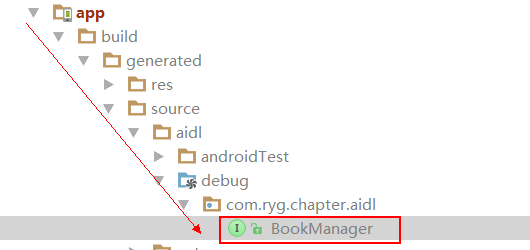 app
build
generated
res
source
aidl
androidTest
debug
com.ryg.chapter.aidl
I BookManager